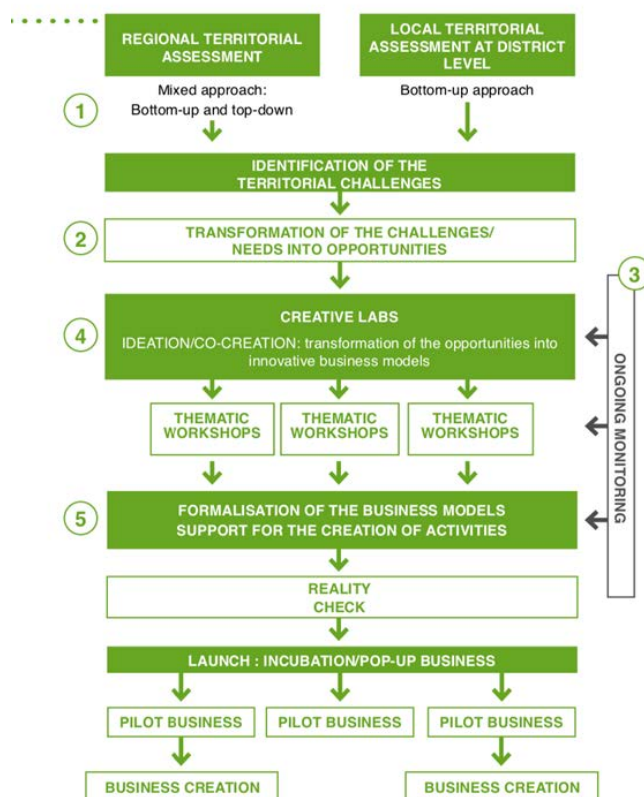 REGIONAL TERRITORIAL
ASSESSMENT
LOCAL TERRITORIAL
ASSESSMENT AT DISTRICT
LEVEL
1
Mixed approach:
Bottom-up and top-down
Bottom-up approach
IDENTIFICATION OF THE
TERRITORIAL CHALLENGES
2
TRANSFORMATION OF THE CHALLENGES/
NEEDS INTO OPPORTUNITIES
3
ONGOING MONITORING
4
CREATIVE LABS
IDEATION/CO-CREATION: transformation of the opportunities into
innovative business models
THEMATIC
WORKSHOPS
THEMATIC
WORKSHOPS
THEMATIC
WORKSHOPS
5
FORMALISATION OF THE BUSINESS MODELS
SUPPORT FOR THE CREATION OF ACTIVITIES
REALITY
CHECK
LAUNCH : INCUBATION/POP-UP BUSINESS
PILOT BUSINESS
PILOT BUSINESS
PILOT BUSINESS
BUSINESS CREATION
BUSINESS CREATION